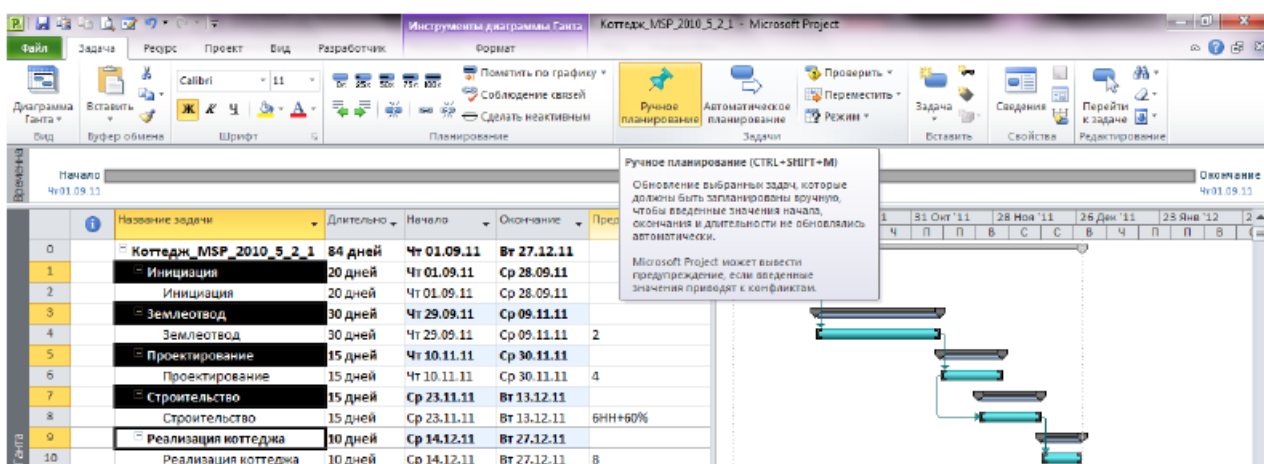 Инструменты диаграммы Ганта
Коттедж_MSP_2010_5_2_1 - Microsoft Project
Файл Задача Ресурс Проект Вид Разработчик Формат
Диаграмма Ганта
Вставить
Calibri 11
Ж К Ч
0% 25% 50% 75% 100%
Пометить по графику
Соблюдение связей
Сделать неактивным
Ручное планирование
Автоматическое планирование
Проверить
Переместить
Режим
Задача
Сведения
Перейти к задаче
Вид Буфер обмена Шрифт Планирование Задачи Вставить Свойства Редактирование
Ручное планирование (CTRL+SHIFT+M)
Обновление выбранных задач, которые
должны быть запланированы вручную,
чтобы введенные значения начала,
окончания и длительности не обновлялись
автоматически.
Microsoft Project может вывести
предупреждение, если введенные
значения приводят к конфликтам.
Временна
Начало
Чт 01.09.11
Окончание
Чт 01.09.11
Название задачи Длительно Начало Окончание Пред
1 31 Окт '11 28 Ноя '11 26 Дек '11 23 Янв '12 2
Ч П П В С С В Ч П П В
0 Коттедж_MSP_2010_5_2_1 84 дней Чт 01.09.11 Вт 27.12.11
1 Инициация 20 дней Чт 01.09.11 Ср 28.09.11
2 Инициация 20 дней Чт 01.09.11 Ср 28.09.11
3 Землеотвод 30 дней Чт 29.09.11 Ср 09.11.11
4 Землеотвод 30 дней Чт 29.09.11 Ср 09.11.11 2
5 Проектирование 15 дней Чт 10.11.11 Ср 30.11.11
6 Проектирование 15 дней Чт 10.11.11 Ср 30.11.11 4
7 Строительство 15 дней Ср 23.11.11 Вт 13.12.11
8 Строительство 15 дней Ср 23.11.11 Вт 13.12.11 6НН+60%
9 Реализация коттеджа 10 дней Ср 14.12.11 Вт 27.12.11
10 Реализация коттеджа 10 дней Ср 14.12.11 Вт 27.12.11 8
Ганта